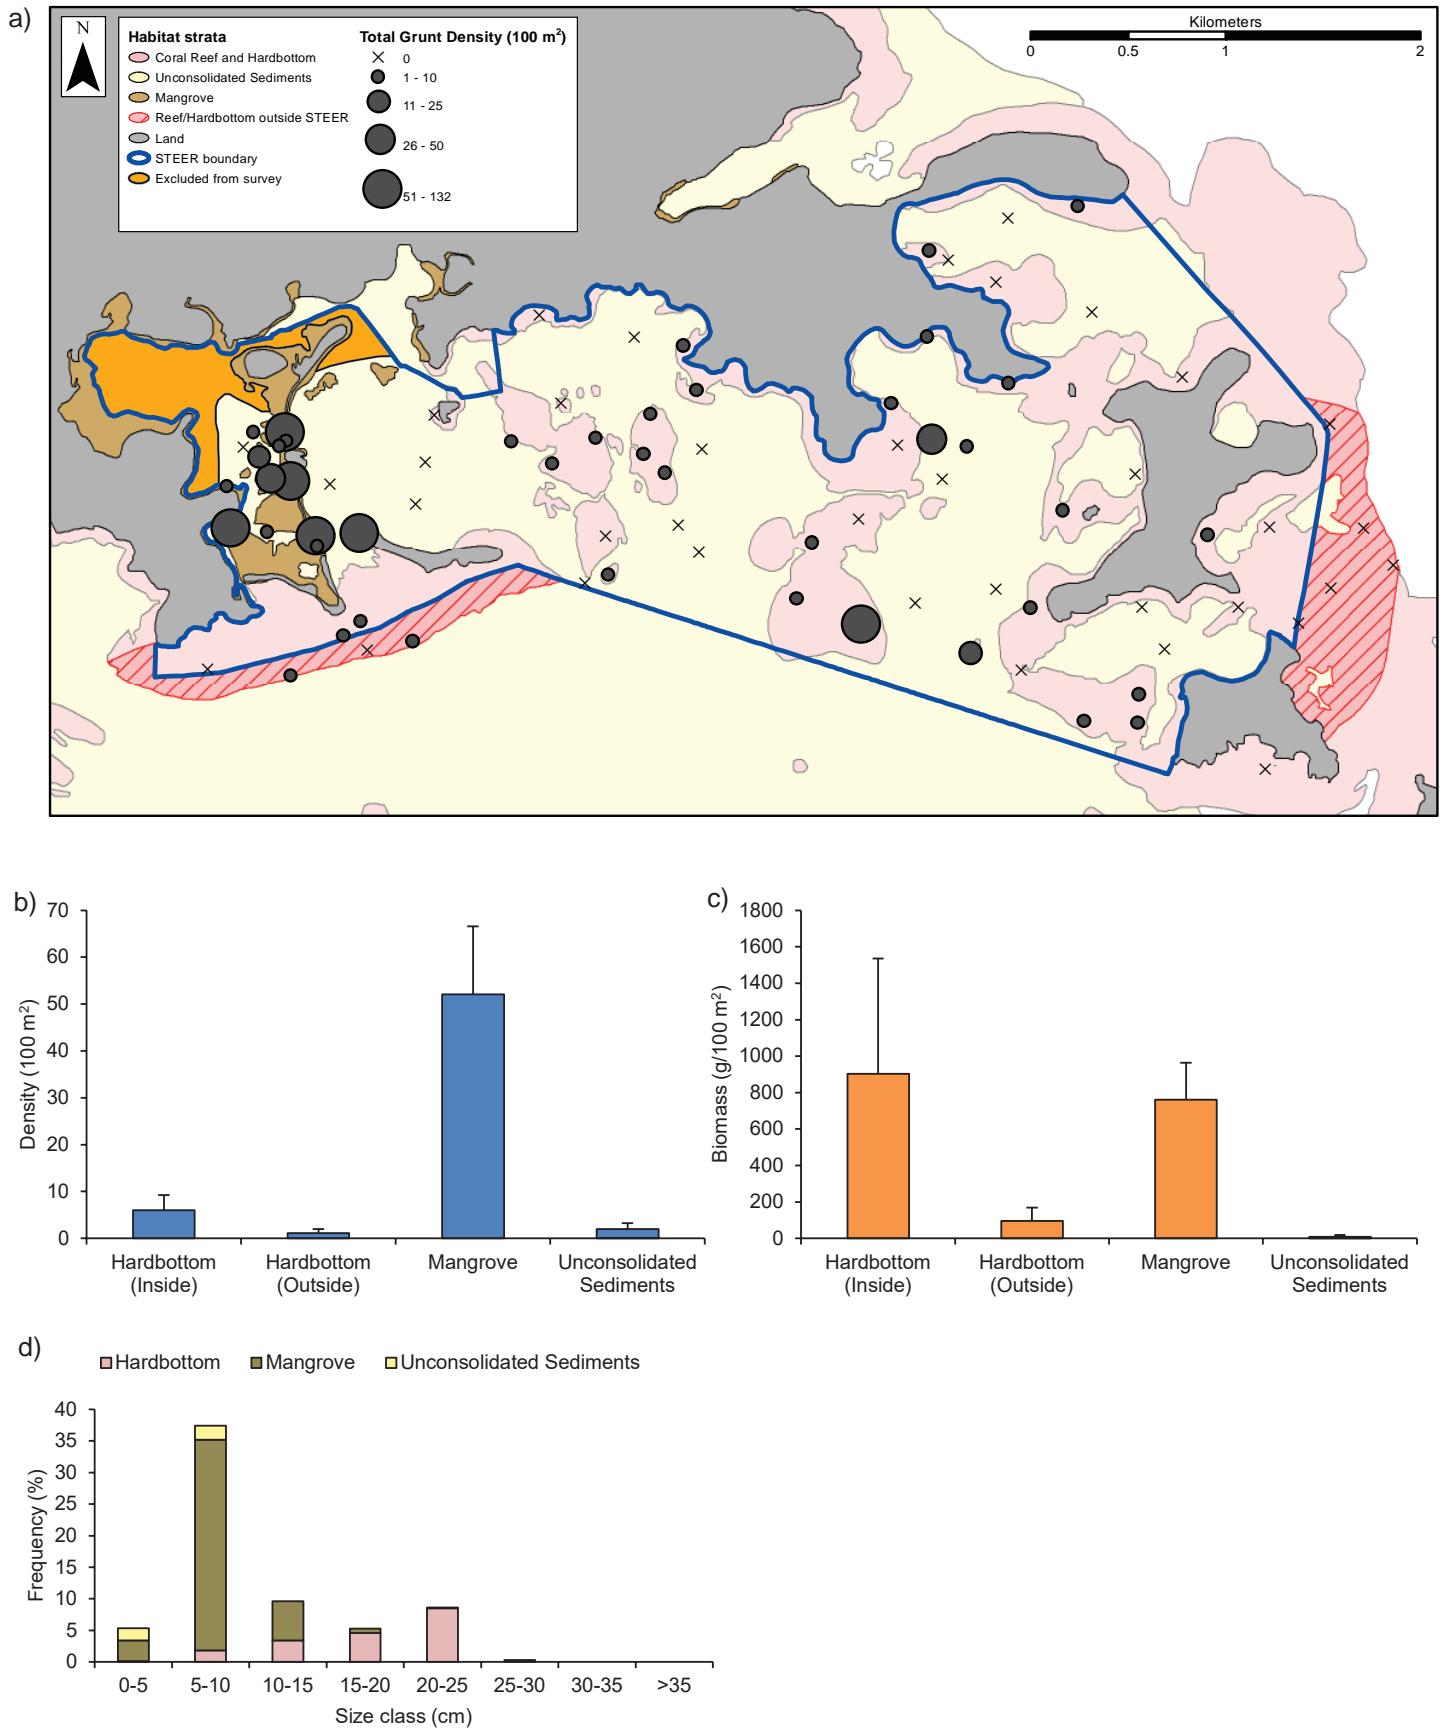 a)
N
Habitat strata
Coral Reef and Hardbottom
Unconsolidated Sediments
Mangrove
Reef/Hardbottom outside STEER
Land
STEER boundary
Excluded from survey
Total Grunt Density (100 m²)
0
1 - 10
11 - 25
26 - 50
51 - 132
Kilometers
0 0.5 1 2
b)
Density (100 m²)
70
60
50
40
30
20
10
0
Hardbottom (Inside)
Hardbottom (Outside)
Mangrove
Unconsolidated Sediments
c)
Biomass (g/100 m²)
1800
1600
1400
1200
1000
800
600
400
200
0
Hardbottom (Inside)
Hardbottom (Outside)
Mangrove
Unconsolidated Sediments
d)
Hardbottom Mangrove Unconsolidated Sediments
Frequency (%)
40
35
30
25
20
15
10
5
0
0-5 5-10 10-15 15-20 20-25 25-30 30-35 >35
Size class (cm)